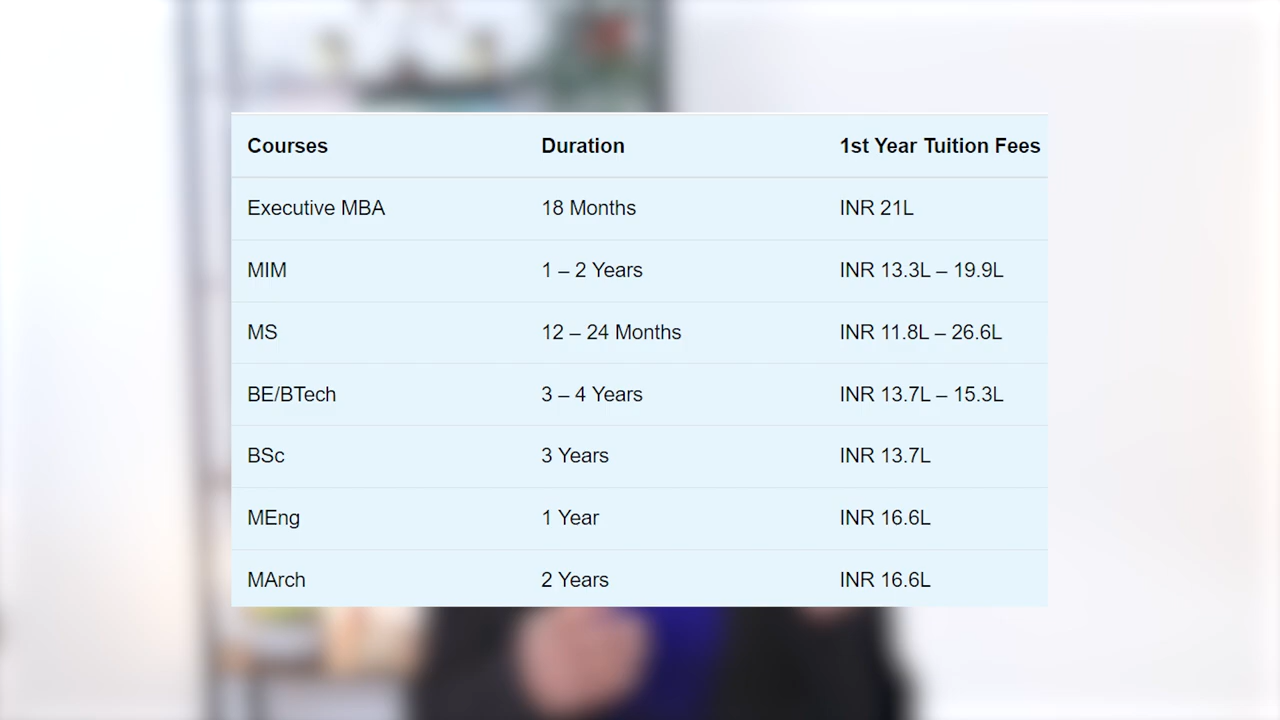 Courses Duration 1st Year Tuition Fees
Executive MBA 18 Months INR 21L
MIM 1 – 2 Years INR 13.3L – 19.9L
MS 12 – 24 Months INR 11.8L – 26.6L
BE/BTech 3 – 4 Years INR 13.7L – 15.3L
BSc 3 Years INR 13.7L
MEng 1 Year INR 16.6L
MArch 2 Years INR 16.6L